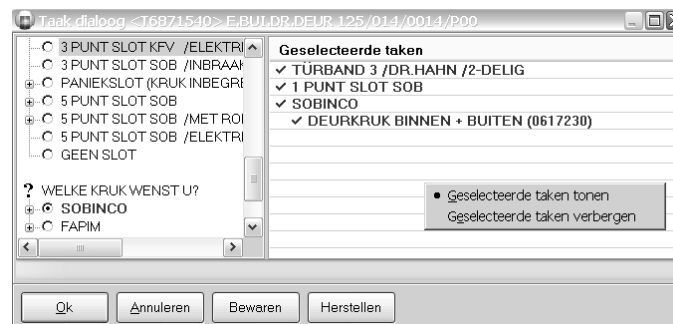 Taak dialoog <T6871540> E,BUI,DR,DEUR 125/014/0014/P00
3 PUNT SLOT KFV /ELEKTRI
3 PUNT SLOT SOB /INBRAAK
PANIEKSLOT (KRUK INBEGRE
5 PUNT SLOT SOB
5 PUNT SLOT SOB /MET ROL
5 PUNT SLOT SOB /ELEKTRI
GEEN SLOT
? WELKE KRUK WENST U?
SOBINCO
FAPIM
Geselecteerde taken
TÜRBAND 3 /DR.HAHN /2-DELIG
1 PUNT SLOT SOB
SOBINCO
DEURKRUK BINNEN + BUITEN (0617230)
Geselecteerde taken tonen
Geselecteerde taken verbergen
Ok Annuleren Bewaren Herstellen